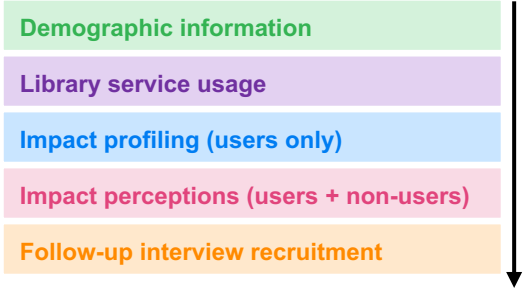 Demographic information
Library service usage
Impact profiling (users only)
Impact perceptions (users + non-users)
Follow-up interview recruitment